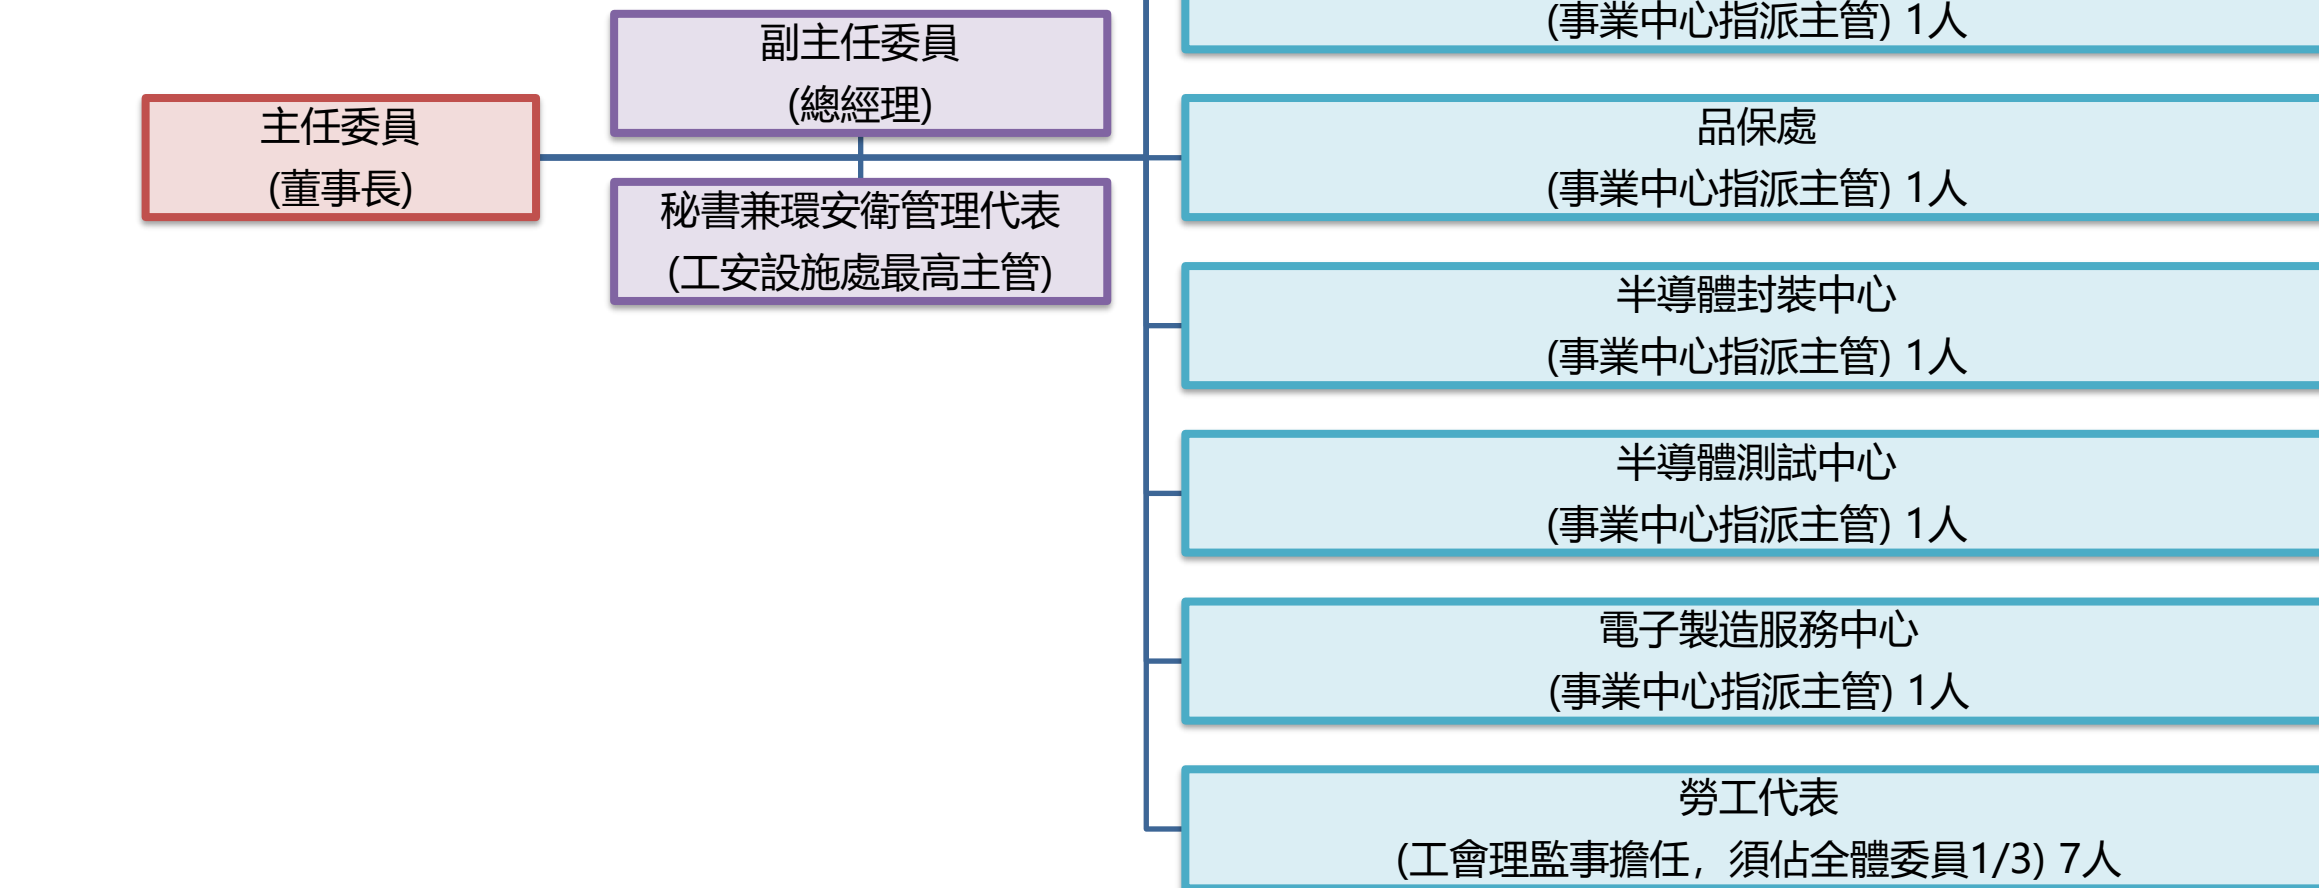 主任委員
(董事長)
副主任委員
(總經理)
秘書兼環安衛管理代表
(工安設施處最高主管)
(事業中心指派主管) 1人
品保處
(事業中心指派主管) 1人
半導體封裝中心
(事業中心指派主管) 1人
半導體測試中心
(事業中心指派主管) 1人
電子製造服務中心
(事業中心指派主管) 1人
勞工代表
(工會理監事擔任，須佔全體委員1/3) 7人